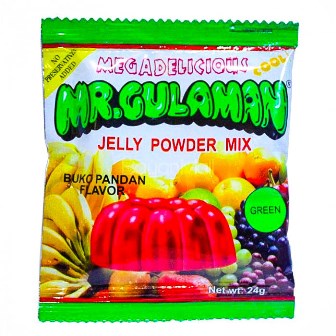 NO
PRESERVATIVES
ADDED
MEGADELICIOUS
COOL
MR.GULAMAN
JELLY POWDER MIX
BUKO PANDAN
FLAVOR
GREEN
Net wt. 24g